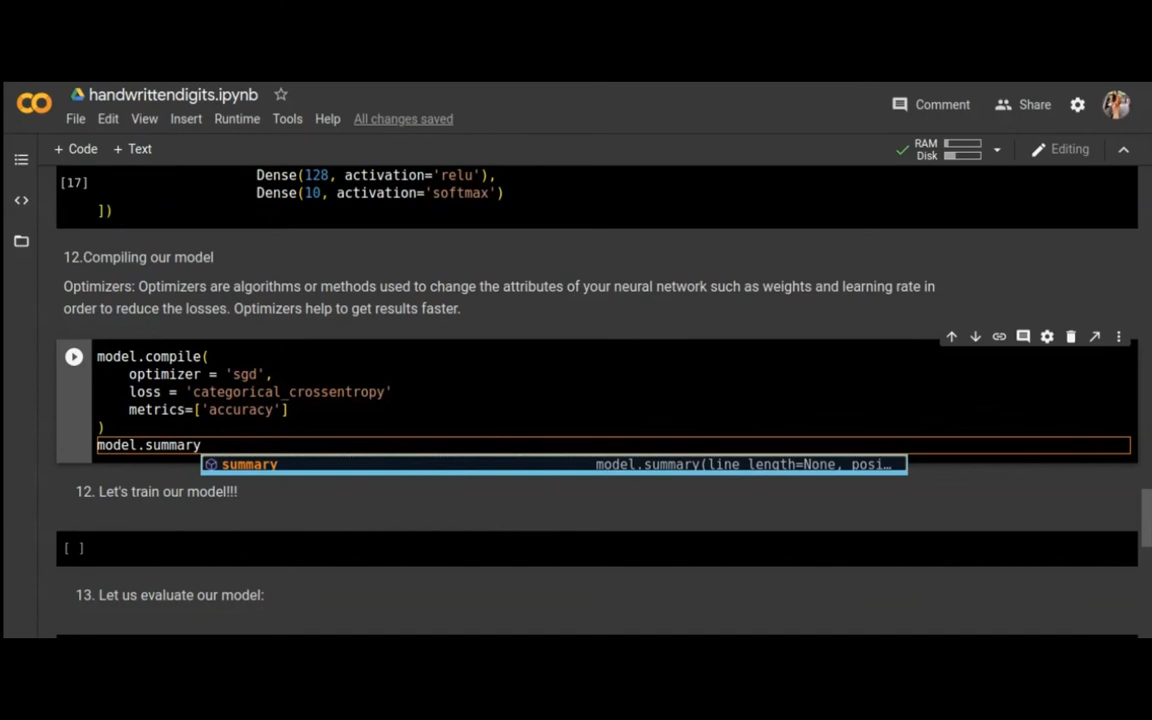 handwrittendigits.ipynb
Comment
Share
File Edit View Insert Runtime Tools Help All changes saved
+ Code + Text
RAM
Disk
Editing
[17]
Dense(128, activation='relu'),
Dense(10, activation='softmax')
])
12.Compiling our model
Optimizers: Optimizers are algorithms or methods used to change the attributes of your neural network such as weights and learning rate in
order to reduce the losses. Optimizers help to get results faster.
model.compile(
optimizer = 'sgd',
loss = 'categorical_crossentropy'
metrics=['accuracy']
)
model.summary
summary model.summary(line_length=None, posi…
12. Let's train our model!!!
[ ]
13. Let us evaluate our model: